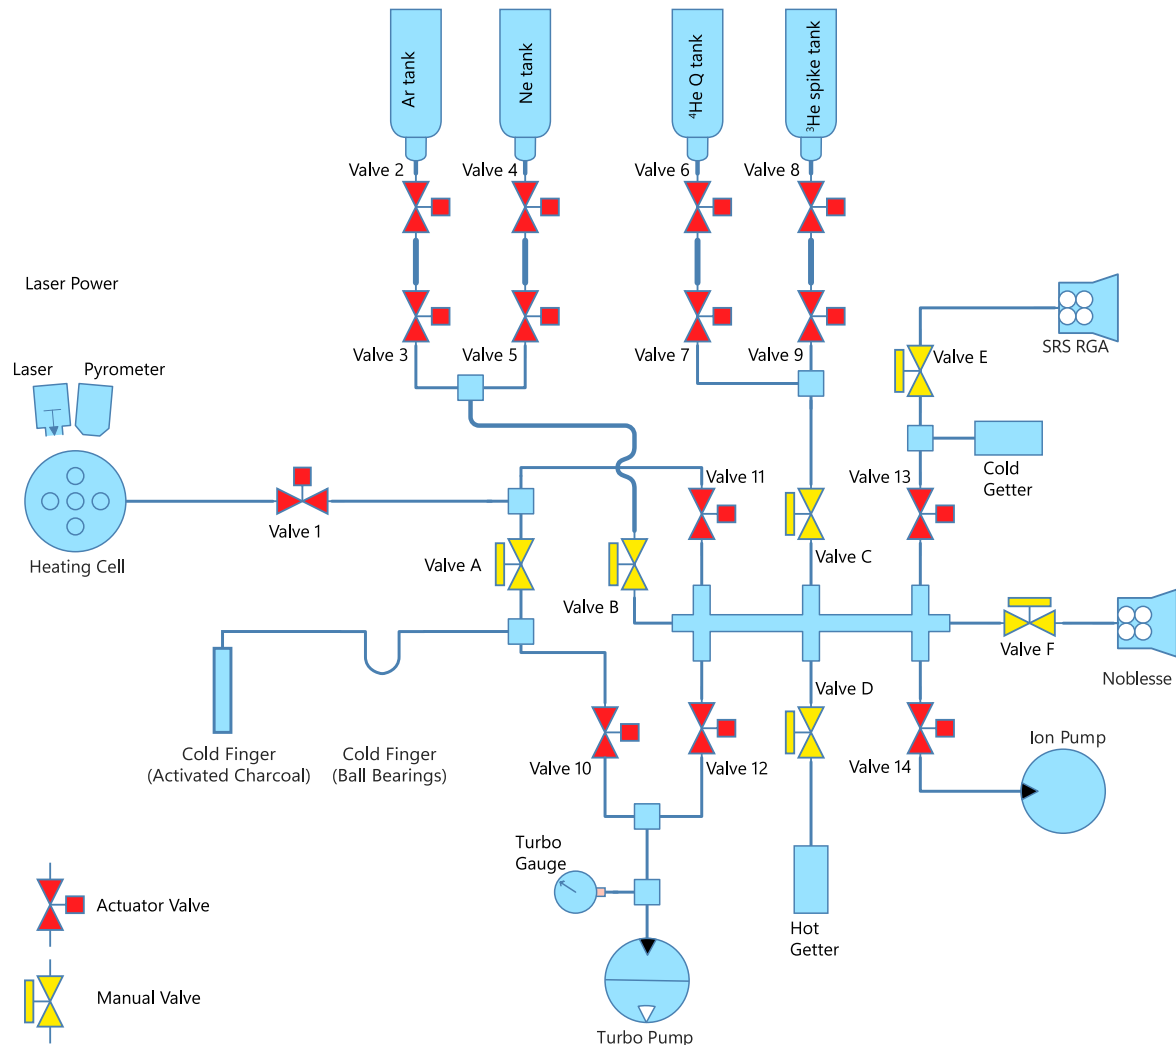 Ar tank
Ne tank
⁴He Q tank
³He spike tank
Valve 2
Valve 4
Valve 6
Valve 8
Laser Power
Valve 3
Valve 5
Valve 7
Valve 9
Valve E
SRS RGA
Laser
Pyrometer
Valve 11
Valve 13
Cold
Getter
Valve 1
Heating Cell
Valve A
Valve C
Valve B
Valve F
Noblesse
Valve D
Cold Finger
(Activated Charcoal)
Cold Finger
(Ball Bearings)
Valve 10
Valve 12
Valve 14
Ion Pump
Turbo
Gauge
Hot
Getter
Actuator Valve
Manual Valve
Turbo Pump